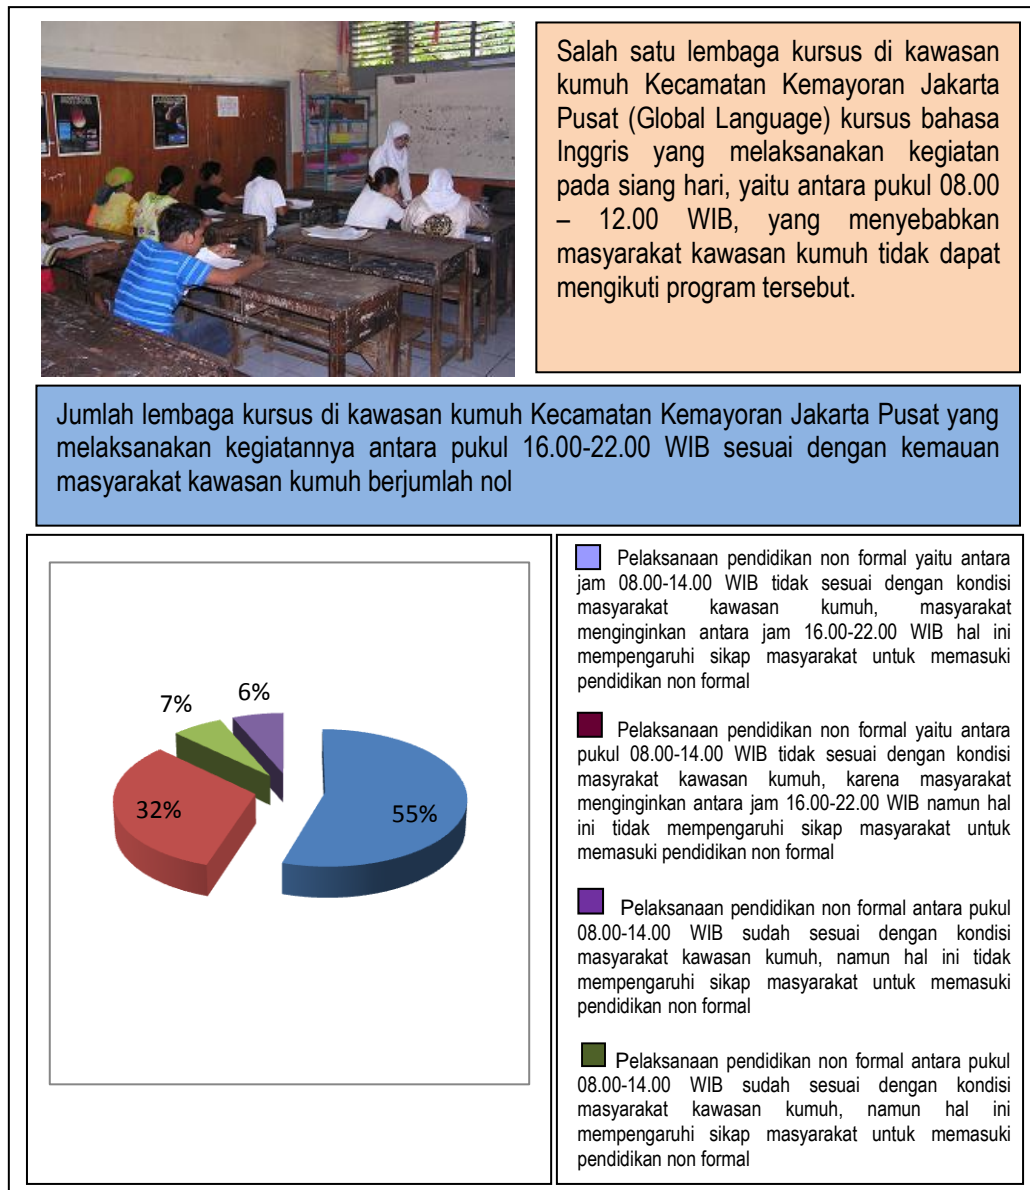 Salah satu lembaga kursus di kawasan
kumuh Kecamatan Kemayoran Jakarta
Pusat (Global Language) kursus bahasa
Inggris yang melaksanakan kegiatan
pada siang hari, yaitu antara pukul 08.00
– 12.00 WIB, yang menyebabkan
masyarakat kawasan kumuh tidak dapat
mengikuti program tersebut.
Jumlah lembaga kursus di kawasan kumuh Kecamatan Kemayoran Jakarta Pusat yang
melaksanakan kegiatannya antara pukul 16.00-22.00 WIB sesuai dengan kemauan
masyarakat kawasan kumuh berjumlah nol
7%
6%
32%
55%
Pelaksanaan pendidikan non formal yaitu antara
jam 08.00-14.00 WIB tidak sesuai dengan kondisi
masyarakat kawasan kumuh, masyarakat
menginginkan antara jam 16.00-22.00 WIB hal ini
mempengaruhi sikap masyarakat untuk memasuki
pendidikan non formal
Pelaksanaan pendidikan non formal yaitu antara
pukul 08.00-14.00 WIB tidak sesuai dengan kondisi
masyrakat kawasan kumuh, karena masyarakat
menginginkan antara jam 16.00-22.00 WIB namun hal
ini tidak mempengaruhi sikap masyarakat untuk
memasuki pendidikan non formal
Pelaksanaan pendidikan non formal antara pukul
08.00-14.00 WIB sudah sesuai dengan kondisi
masyarakat kawasan kumuh, namun hal ini tidak
mempengaruhi sikap masyarakat untuk memasuki
pendidikan non formal
Pelaksanaan pendidikan non formal antara pukul
08.00-14.00 WIB sudah sesuai dengan kondisi
masyarakat kawasan kumuh, namun hal ini
mempengaruhi sikap masyarakat untuk memasuki
pendidikan non formal